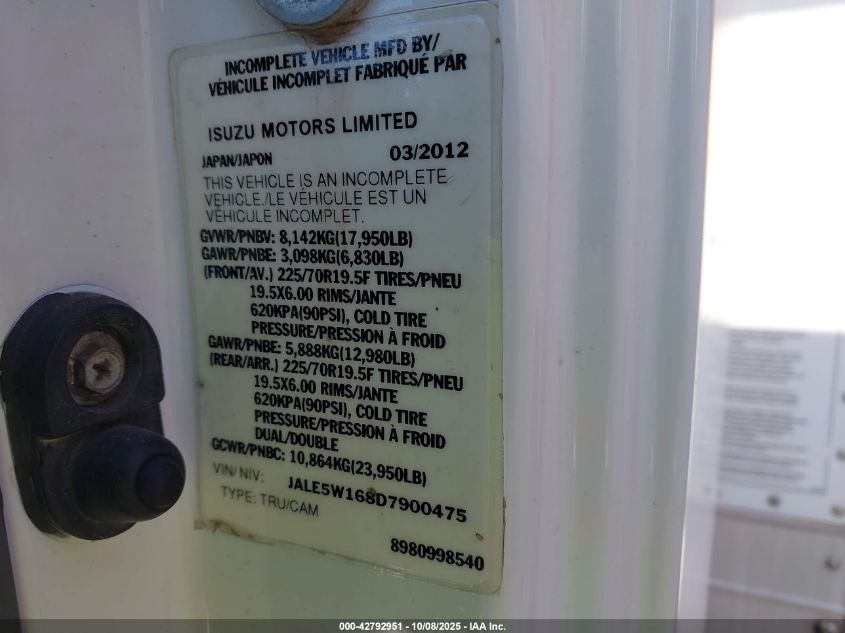 INCOMPLETE VEHICLE MFD BY/
VÉHICULE INCOMPLET FABRIQUÉ PAR
ISUZU MOTORS LIMITED
JAPAN/JAPON 03/2012
THIS VEHICLE IS AN INCOMPLETE
VEHICLE./LE VÉHICULE EST UN
VÉHICULE INCOMPLET.
GVWR/PNBV: 8,142KG(17,950LB)
GAWR/PNBE: 3,098KG(6,830LB)
(FRONT/AV.) 225/70R19.5F TIRES/PNEU
19.5X6.00 RIMS/JANTE
620KPA(90PSI), COLD TIRE
PRESSURE/PRESSION À FROID
GAWR/PNBE: 5,888KG(12,980LB)
(REAR/ARR.) 225/70R19.5F TIRES/PNEU
19.5X6.00 RIMS/JANTE
620KPA(90PSI), COLD TIRE
PRESSURE/PRESSION À FROID
DUAL/DOUBLE
GCWR/PNBC: 10,864KG(23,950LB)
VIN/NIV: JALE5W168D7900475
TYPE: TRU/CAM
8980998540
000-42792951 - 10/08/2025 - IAA Inc.